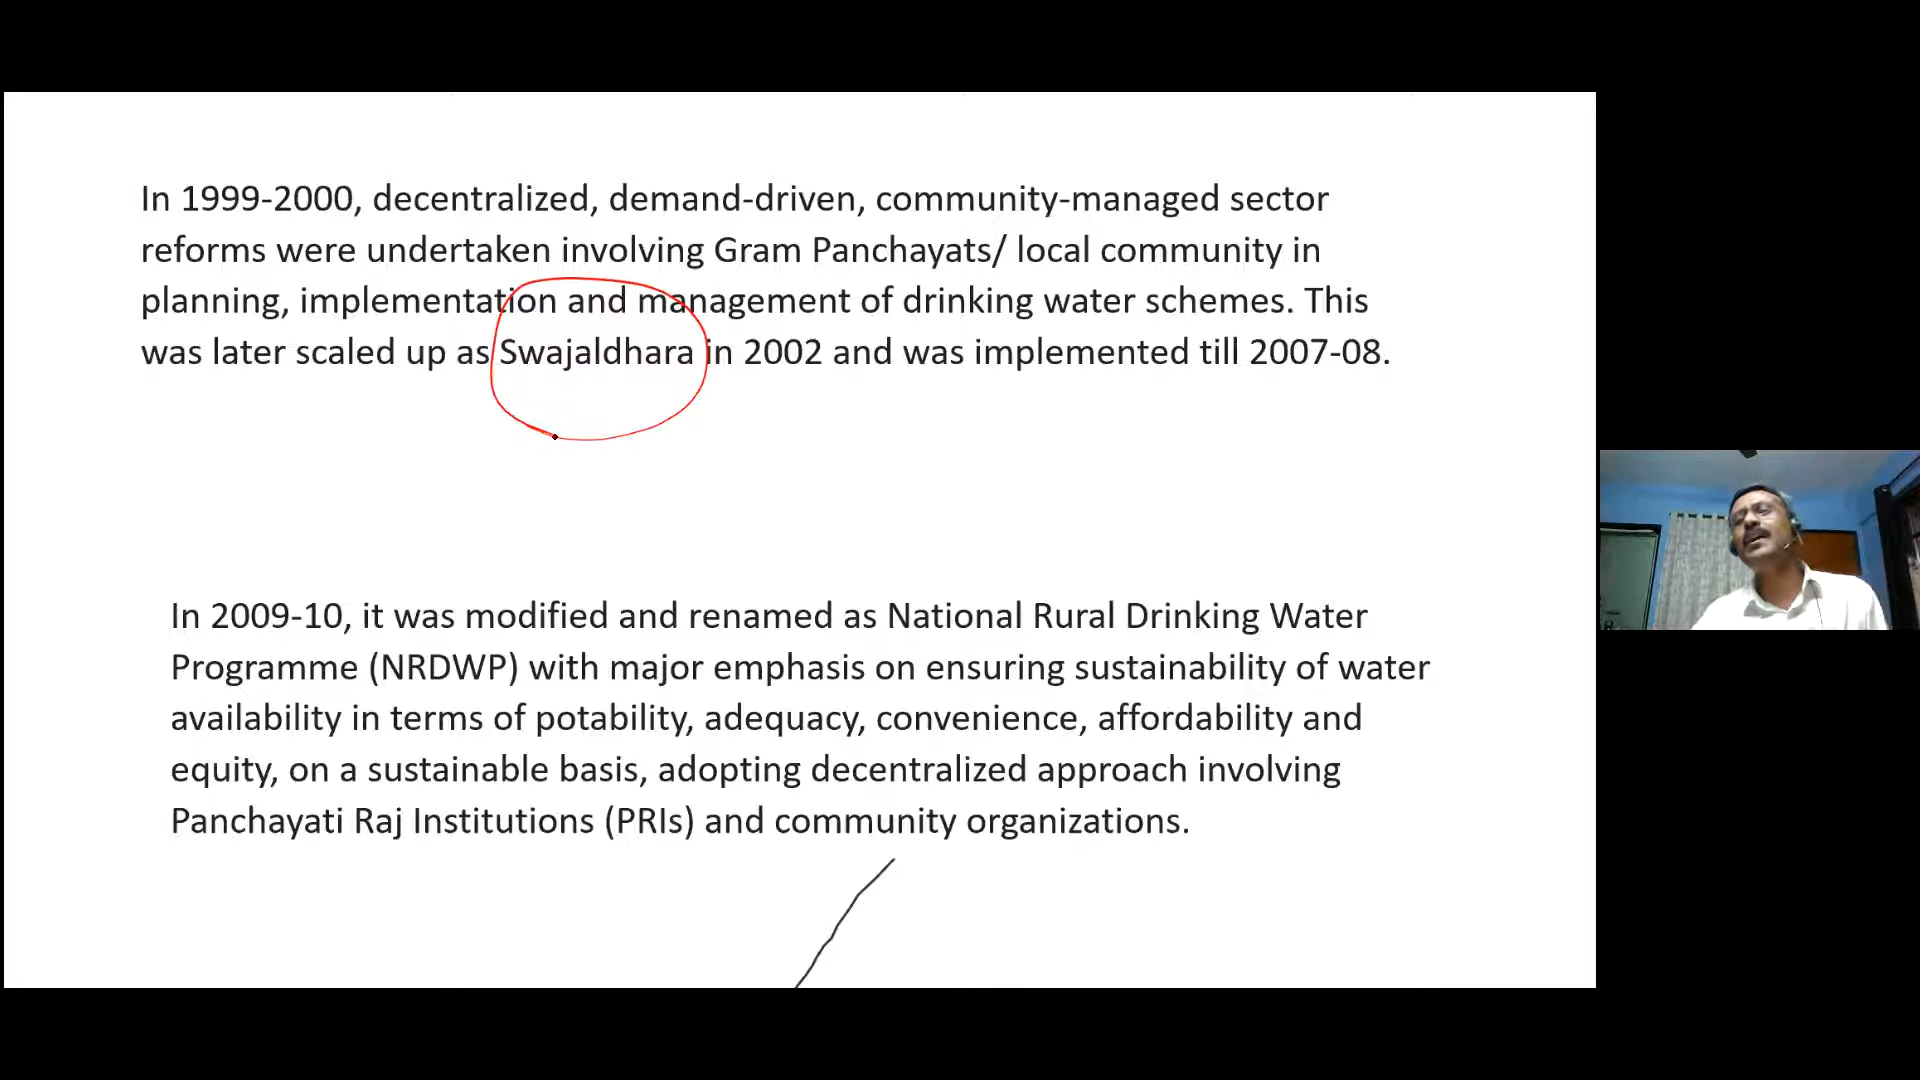 In 1999-2000, decentralized, demand-driven, community-managed sector
reforms were undertaken involving Gram Panchayats/ local community in
planning, implementation and management of drinking water schemes. This
was later scaled up as Swajaldhara in 2002 and was implemented till 2007-08.
In 2009-10, it was modified and renamed as National Rural Drinking Water
Programme (NRDWP) with major emphasis on ensuring sustainability of water
availability in terms of potability, adequacy, convenience, affordability and
equity, on a sustainable basis, adopting decentralized approach involving
Panchayati Raj Institutions (PRIs) and community organizations.